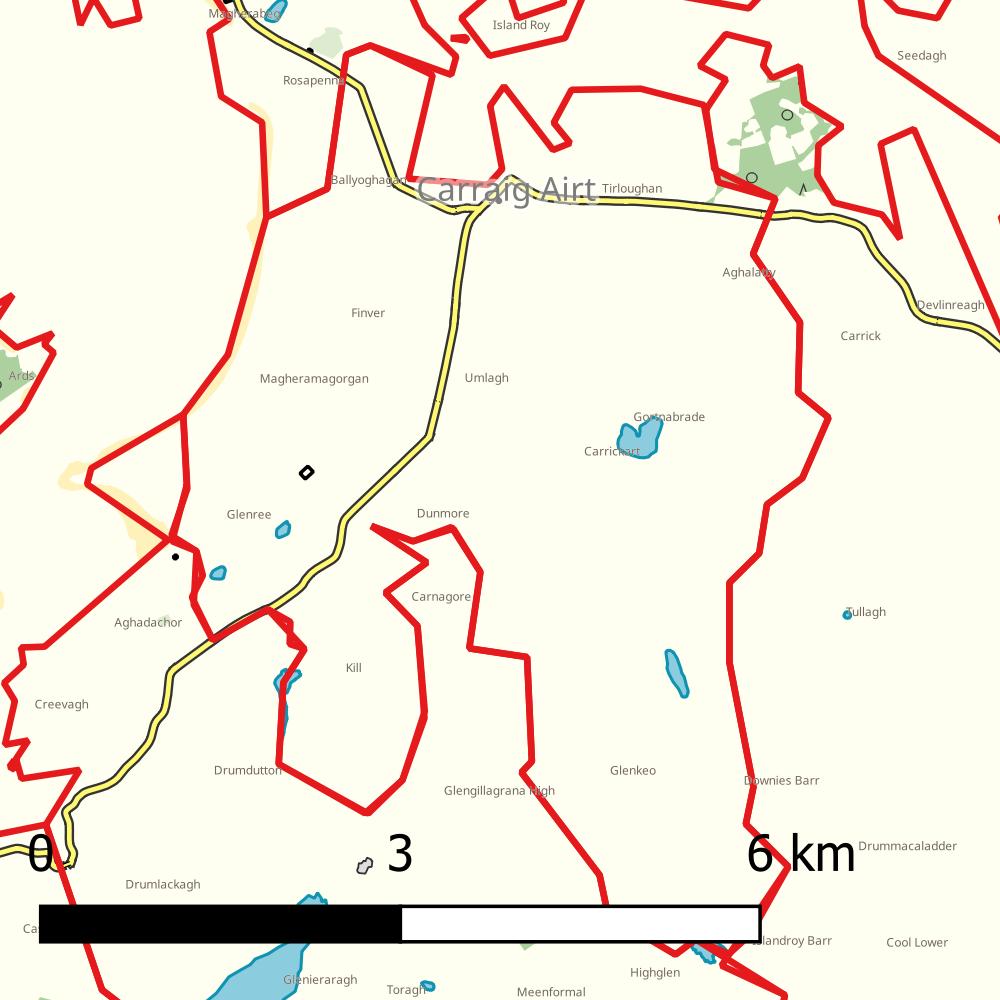 Magherabeg
Island Roy
Seedagh
Rosapenna
Ballyoghagan
Carraig Airt
Tirloughan
Aghalatty
Devlinreagh
Finver
Carrick
Ards
Magheramagorgan
Umlagh
Gortnabrade
Carrickart
Glenree
Dunmore
Carnagore
Tullagh
Aghadachor
Kill
Creevagh
Drumdutton
Glenkeo
Downies Barr
Glengillagrana High
0 3 6 km
Drummacaladder
Drumlackagh
Islandroy Barr
Cool Lower
Glenieraragh
Highglen
Toragh
Meenformal